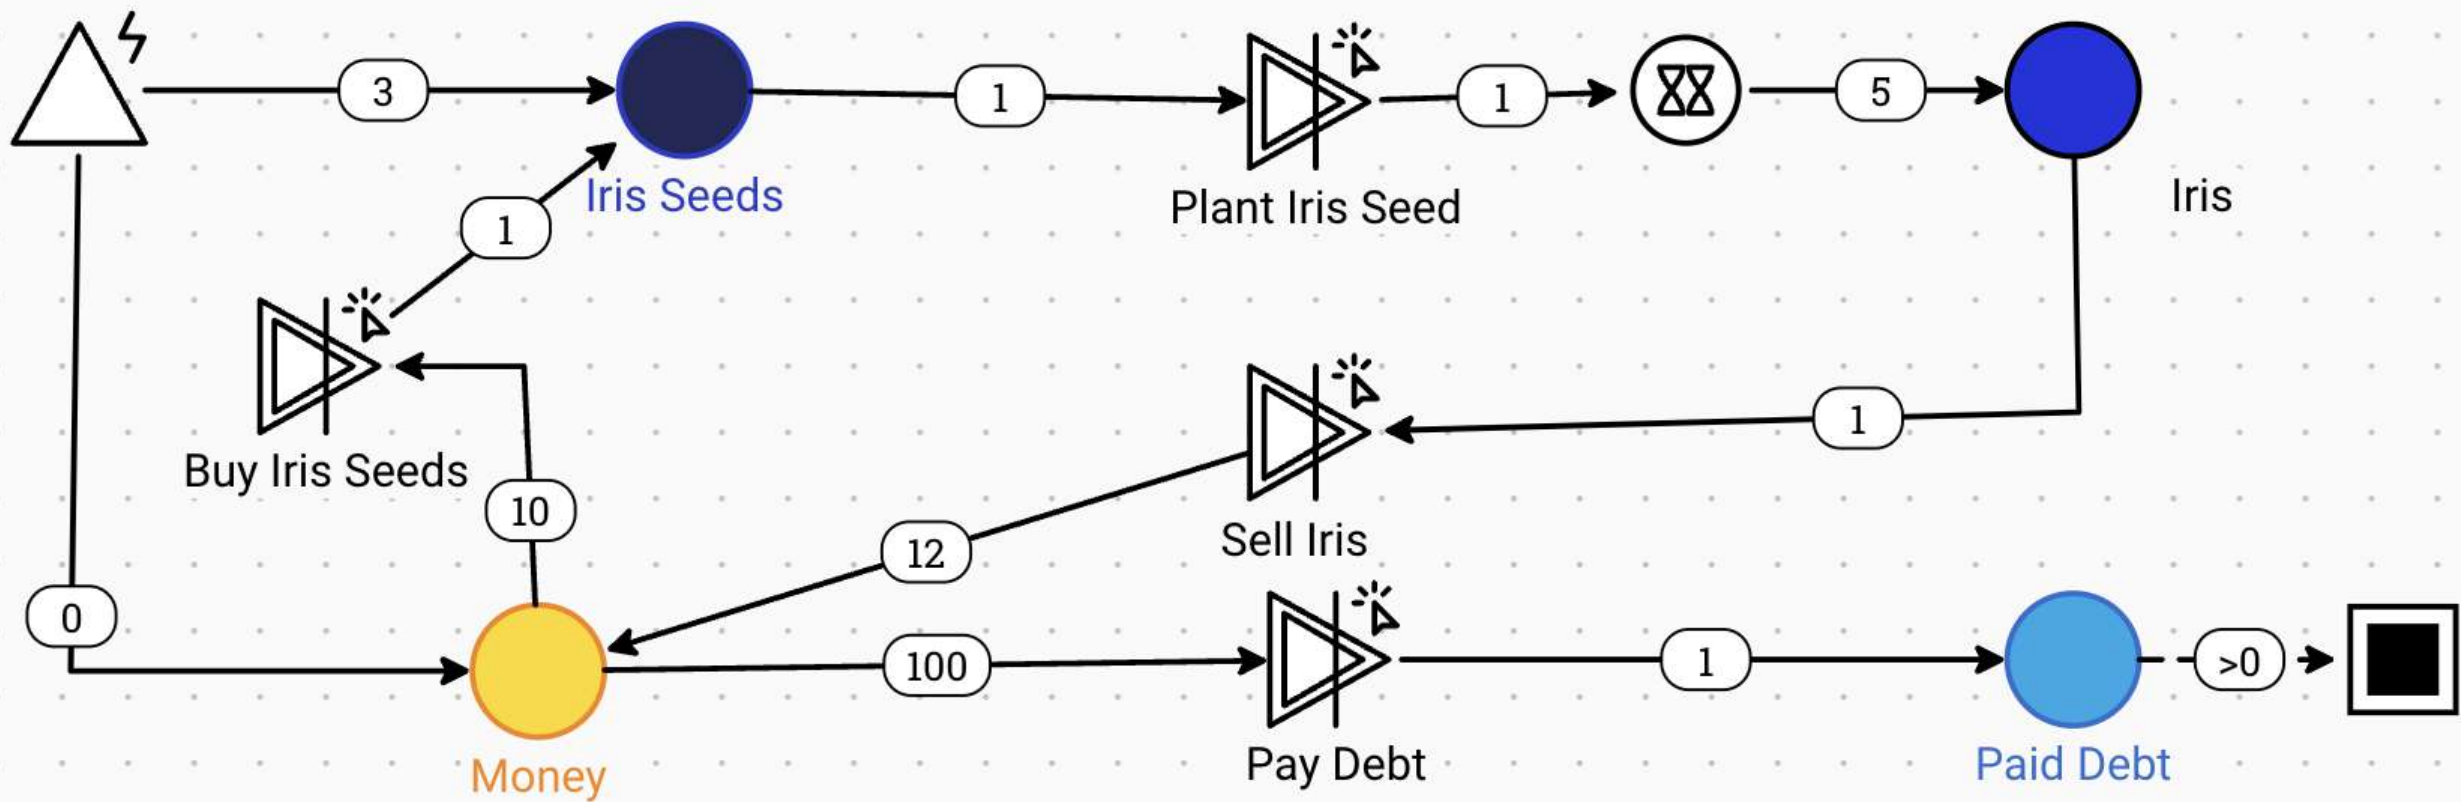 3
1
1
5
Iris Seeds
Plant Iris Seed
Iris
1
1
Buy Iris Seeds
10
Sell Iris
12
0
100
1
>0
Money
Pay Debt
Paid Debt